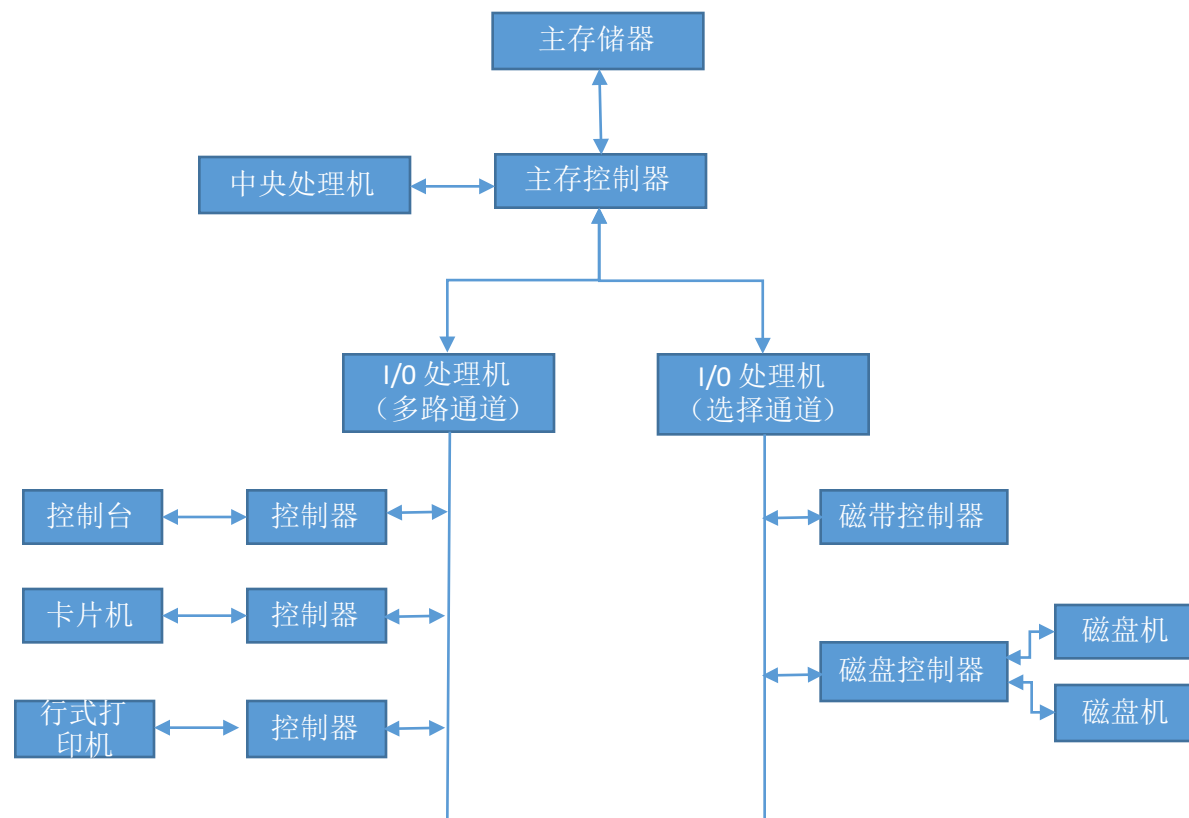 主存储器
中央处理机
主存控制器
I/0 处理机
（多路通道）
I/0 处理机
（选择通道）
控制台
控制器
磁带控制器
卡片机
控制器
磁盘控制器
磁盘机
磁盘机
行式打
印机
控制器